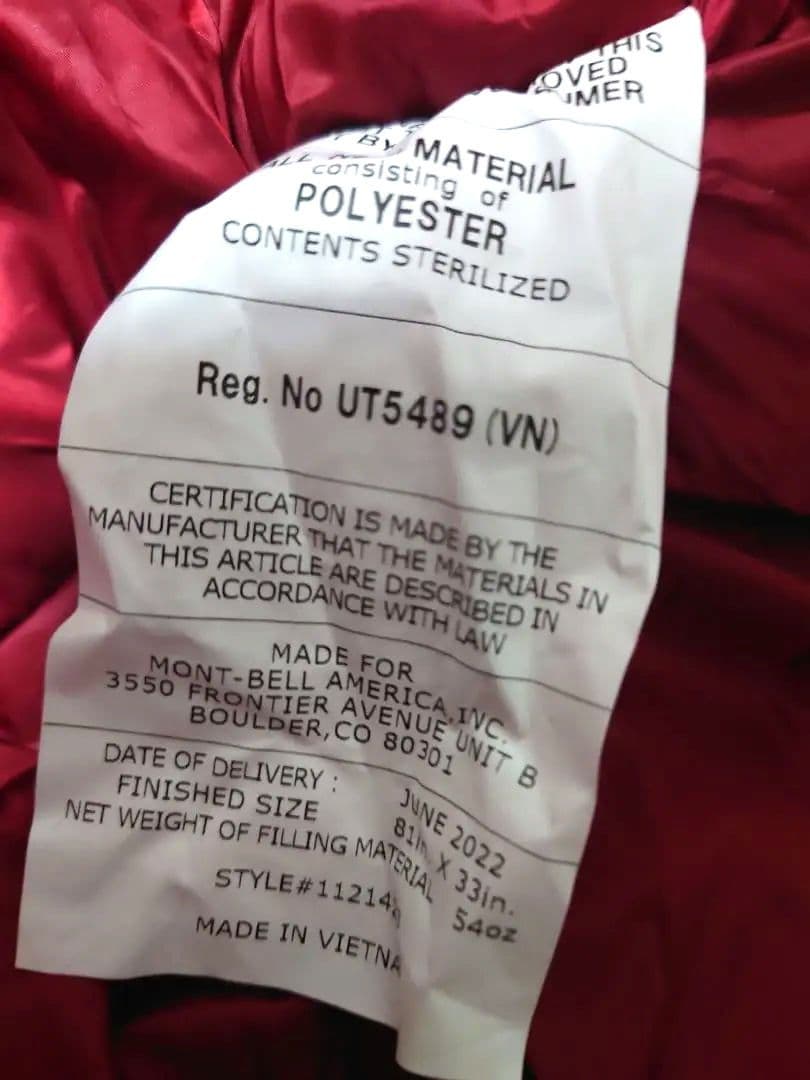 THIS
MATERIAL
consisting of
POLYESTER
CONTENTS STERILIZED
Reg. No UT5489 (VN)
CERTIFICATION IS MADE BY THE
MANUFACTURER THAT THE MATERIALS IN
THIS ARTICLE ARE DESCRIBED IN
ACCORDANCE WITH LAW
MADE FOR
MONT-BELL AMERICA, INC.
3550 FRONTIER AVENUE UNIT B
BOULDER,CO 80301
DATE OF DELIVERY : JUNE 2022
FINISHED SIZE 81in. X 33in.
NET WEIGHT OF FILLING MATERIAL 54oz
MADE IN